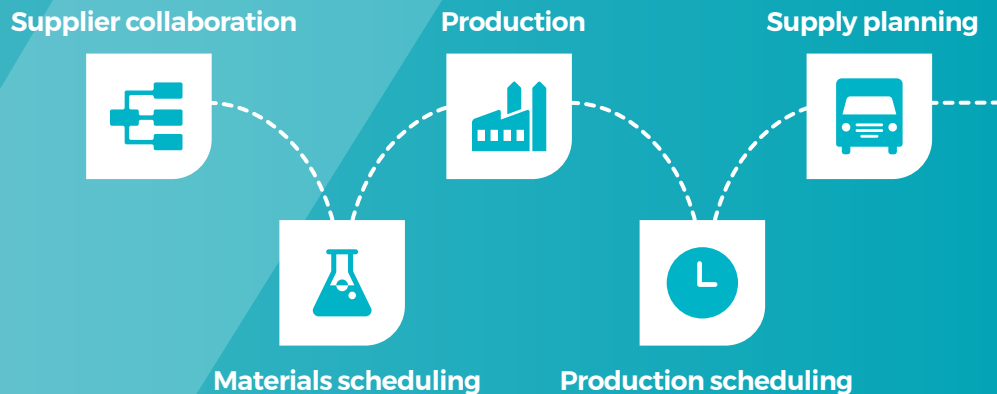 Supplier collaboration
Production
Supply planning
Materials scheduling
Production scheduling